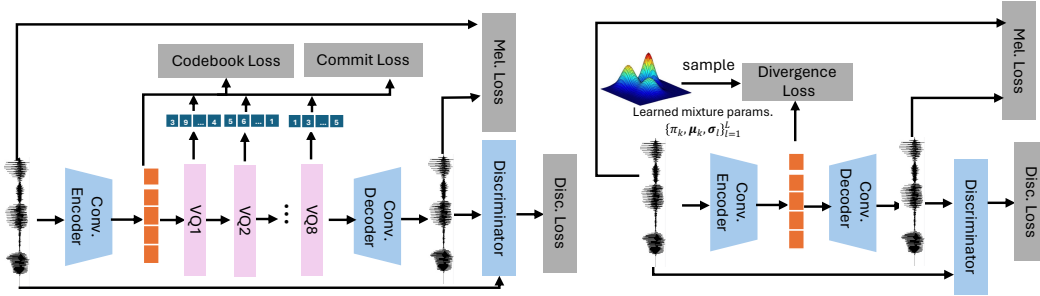 Codebook Loss
Commit Loss
Mel. Loss
3 9 ... 4
5 6 ... 1
1 3 ... 5
Conv.
Encoder
VQ1
VQ2
...
VQ8
Conv.
Decoder
Discriminator
Disc. Loss
sample
Divergence
Loss
Mel. Loss
Learned mixture params.
{π_k, μ_k, σ_l}_{l=1}^{L}
Conv.
Encoder
Conv.
Decoder
Discriminator
Disc. Loss